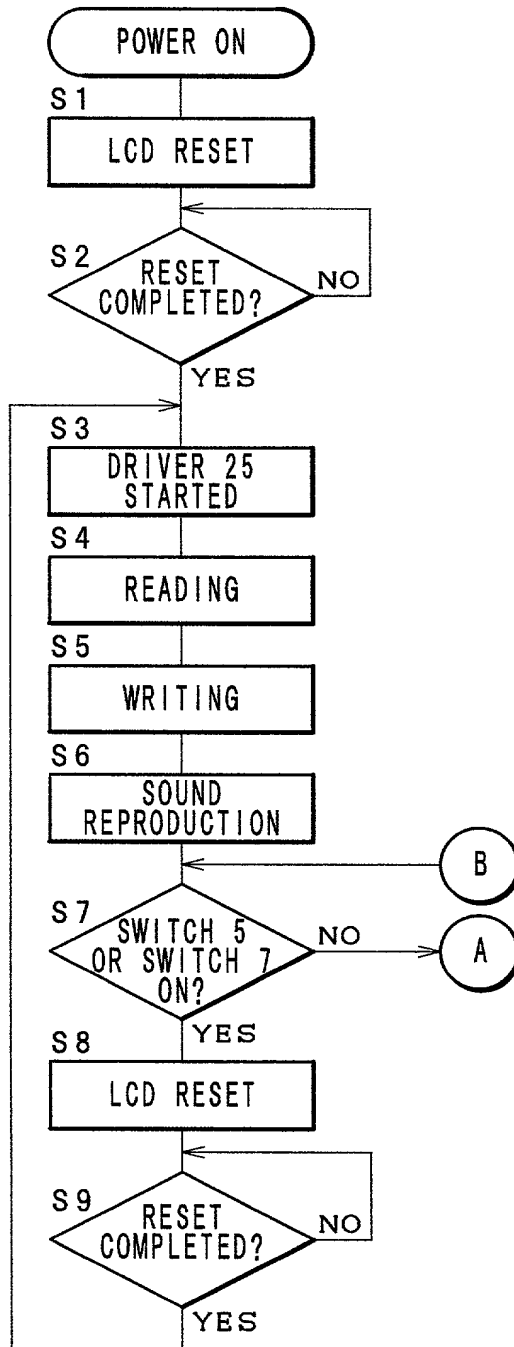 POWER ON
S1
LCD RESET
S2
RESET
COMPLETED?
NO
YES
S3
DRIVER 25
STARTED
S4
READING
S5
WRITING
S6
SOUND
REPRODUCTION
B
S7
SWITCH 5
OR SWITCH 7
ON?
NO
A
YES
S8
LCD RESET
S9
RESET
COMPLETED?
NO
YES